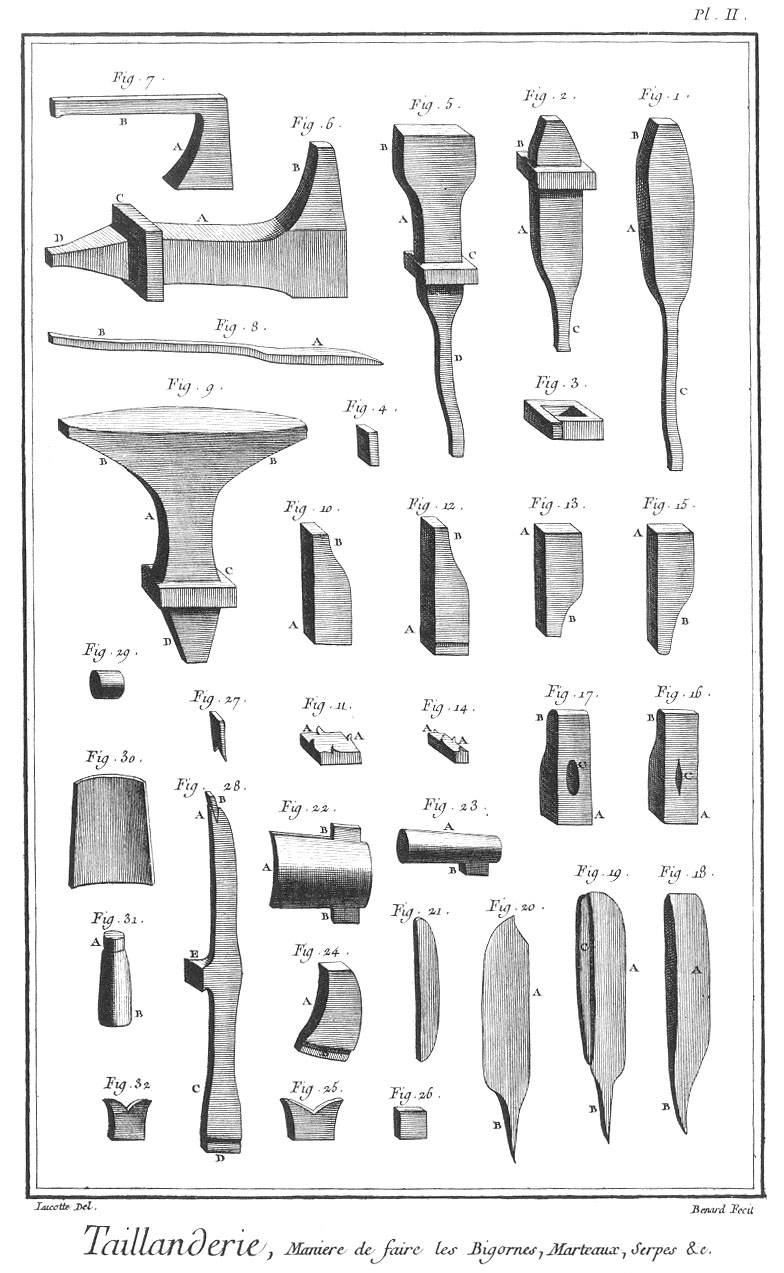 Pl. II.
Fig. 7.
B
A
Fig. 6.
B
A
C
D
Fig. 5.
B
A
C
D
Fig. 2.
B
A
C
Fig. 1.
B
A
C
Fig. 8.
B
A
Fig. 9.
B
B
A
C
D
Fig. 4.
Fig. 3.
Fig. 10.
B
A
Fig. 12.
B
A
Fig. 13.
A
B
Fig. 15.
A
B
Fig. 29.
Fig. 27.
Fig. 11.
A
A
Fig. 14.
A
A
Fig. 17.
B
C
A
Fig. 16.
B
C
A
Fig. 30.
Fig. 28.
A
B
E
C
D
Fig. 22.
B
A
B
Fig. 23.
A
B
Fig. 19.
C
A
B
Fig. 18.
A
B
Fig. 31.
A
B
Fig. 24.
A
Fig. 21.
Fig. 20.
A
B
Fig. 32
Fig. 25.
Fig. 26.
Lucotte Del.
Benard Fecit
Taillanderie, Maniere de faire les Bigornes, Marteaux, Serpes &c.